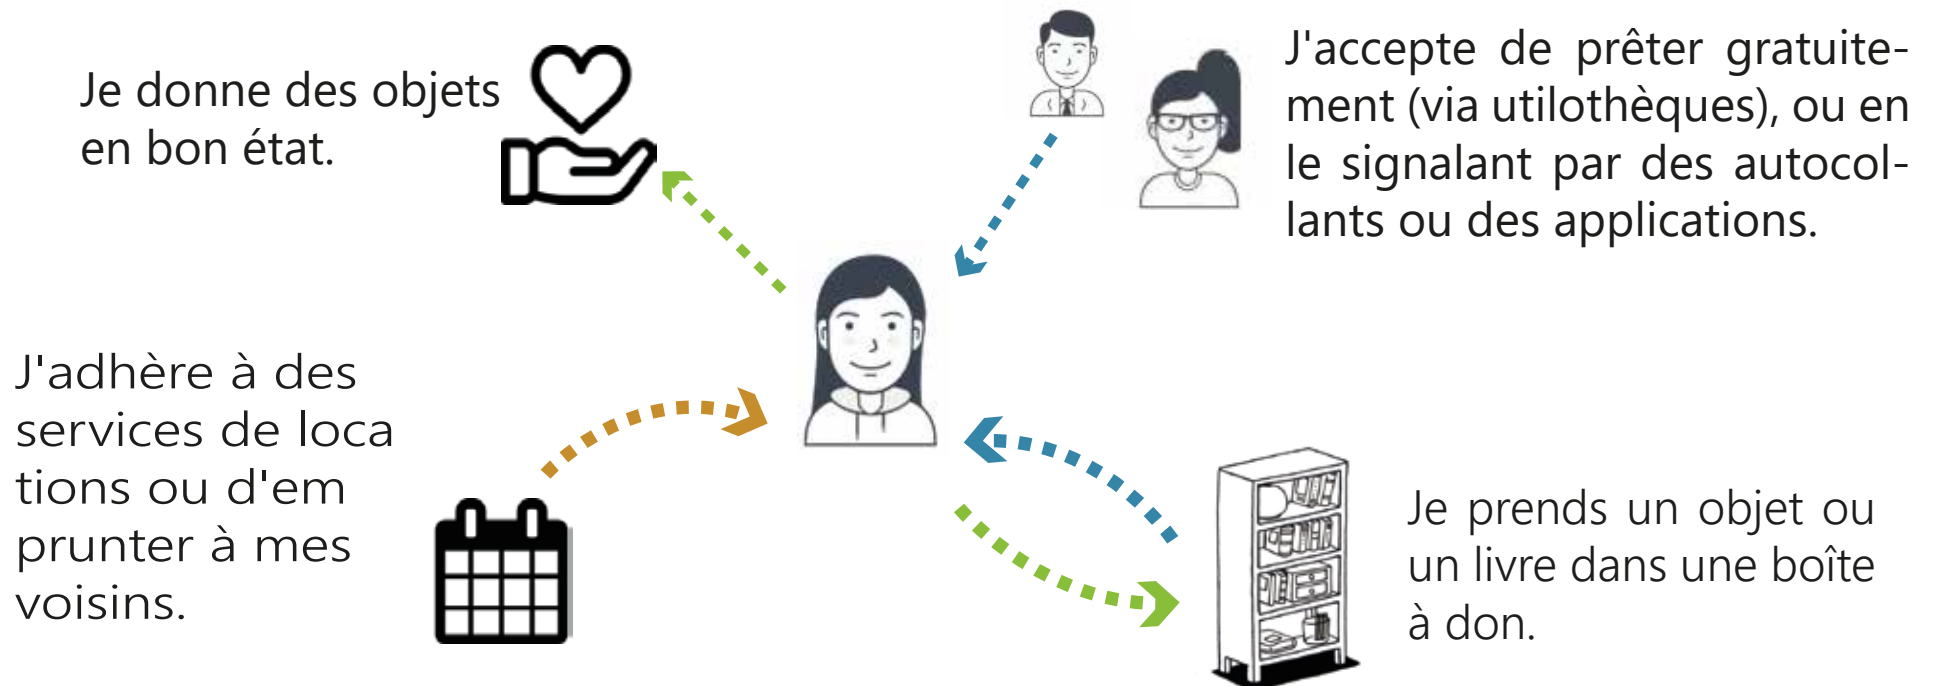 Je donne des objets
en bon état.
J'accepte de prêter gratuite-
ment (via utilothèques), ou en
le signalant par des autocol-
lants ou des applications.
J'adhère à des
services de loca
tions ou d'em
prunter à mes
voisins.
Je prends un objet ou
un livre dans une boîte
à don.